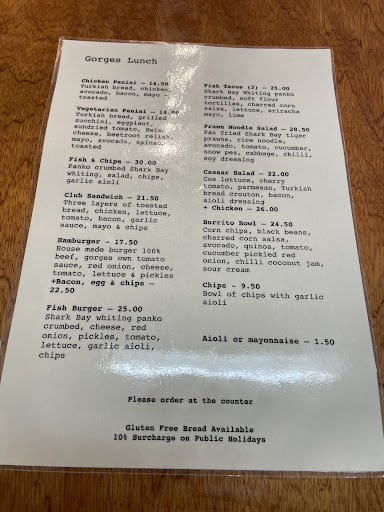 Gorges Lunch
Chicken Panini — 14.50
Turkish bread, chicken,
avocado, bacon, mayo -
toasted
Vegetarian Panini — 14.50
Turkish bread, grilled
zucchini, eggplant,
sundried tomato, Swiss
cheese, beetroot relish,
mayo, avocado, spinach
toasted
Fish & Chips — 30.00
Panko crumbed Shark Bay
whiting, salad, chips,
garlic aioli
Club Sandwich — 21.50
Three layers of toasted
bread, chicken, lettuce,
tomato, bacon, garlic
sauce, mayo & chips
Hamburger - 17.50
House made burger 100%
beef, gorges own tomato
sauce, red onion, cheese,
tomato, lettuce & pickles
+Bacon, egg & chips —
22.50
Fish Burger — 25.00
Shark Bay whiting panko
crumbed, cheese, red
onion, pickles, tomato,
lettuce, garlic aioli,
chips
Fish Tacos (3) — 25.00
Shark Bay Whiting panko
crumbed, soft flour
tortillas, charred corn
salsa, lettuce, sriracha
mayo, lime
Prawn Noodle Salad — 28.50
Pan fried Shark Bay tiger
prawns, rice noodle,
avocado, tomato, cucumber,
snow pea, cabbage, chilli,
soy dressing
Caesar Salad — 22.00
Cos lettuce, cherry
tomato, parmesan, Turkish
bread crouton, bacon,
aioli dressing
+ Chicken — 26.00
Burrito Bowl — 24.50
Corn chips, black beans,
charred corn salsa,
avocado, quinoa, tomato,
cucumber pickled red
onion, chilli coconut jam,
sour cream
Chips - 9.50
Bowl of chips with garlic
aioli
Aioli or mayonnaise — 1.50
Please order at the counter
Gluten Free Bread Available
10% Surcharge on Public Holidays